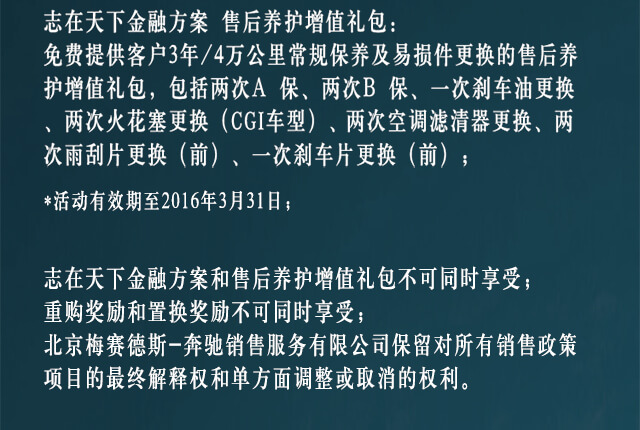 志在天下金融方案 售后养护增值礼包：
免费提供客户3年/4万公里常规保养及易损件更换的售后养
护增值礼包，包括两次A 保、两次B 保、一次刹车油更换
、两次火花塞更换（CGI车型）、两次空调滤清器更换、两
次雨刮片更换（前）、一次刹车片更换（前）；
*活动有效期至2016年3月31日；
志在天下金融方案和售后养护增值礼包不可同时享受；
重购奖励和置换奖励不可同时享受；
北京梅赛德斯-奔驰销售服务有限公司保留对所有销售政策
项目的最终解释权和单方面调整或取消的权利。